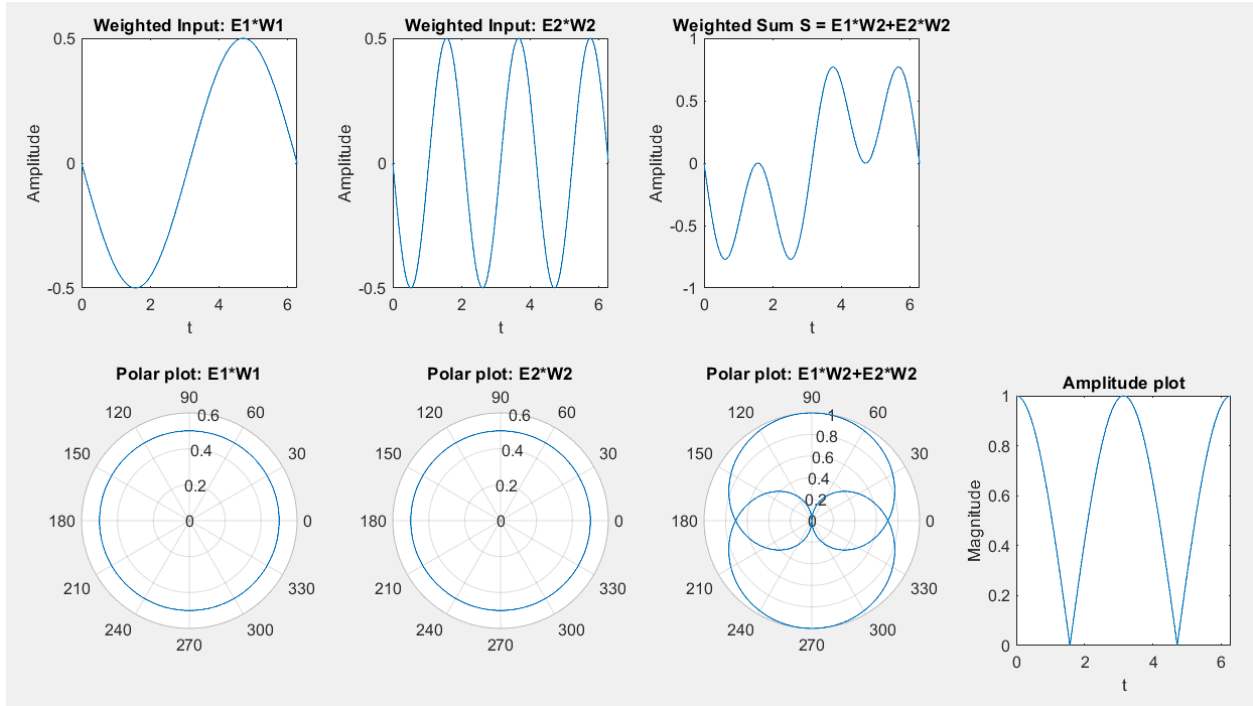 Weighted Input: E1*W1
0.5
0
-0.5
Amplitude
0 2 4 6
t
Weighted Input: E2*W2
0.5
0
-0.5
Amplitude
0 2 4 6
t
Weighted Sum S = E1*W2+E2*W2
1
0.5
0
-0.5
-1
Amplitude
0 2 4 6
t
Polar plot: E1*W1
90
120 60
0.6
150 30
0.4
0.2
180 0 0
210 330
240 300
270
Polar plot: E2*W2
90
120 60
0.6
150 30
0.4
0.2
180 0 0
210 330
240 300
270
Polar plot: E1*W2+E2*W2
90
120 60
1
0.8
150 30
0.6
0.4
0.2
180 0 0
210 330
240 300
270
Amplitude plot
1
0.8
0.6
0.4
0.2
0
Magnitude
0 2 4 6
t